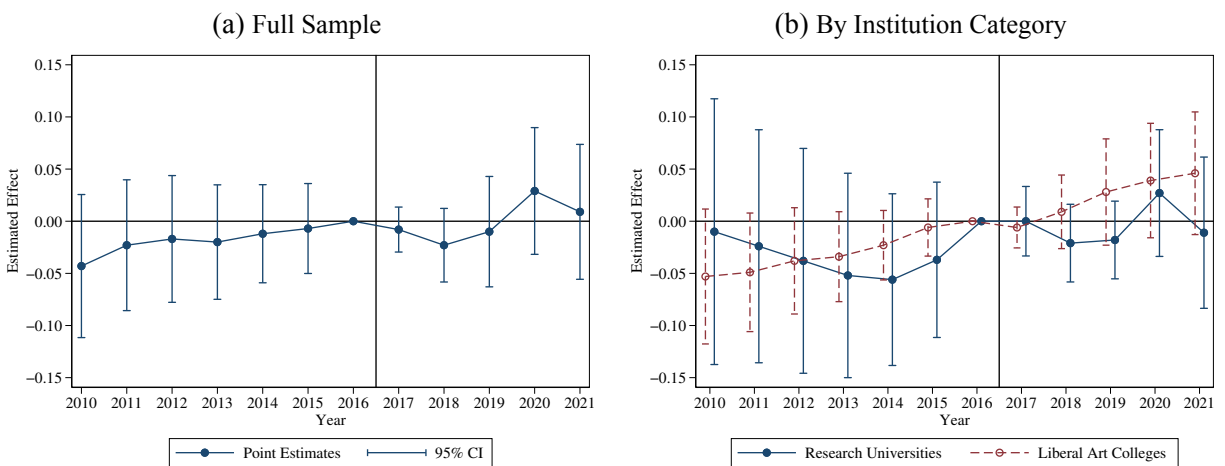 (a) Full Sample
0.15
0.10
0.05
0.00
−0.05
−0.10
−0.15
Estimated Effect
2010 2011 2012 2013 2014 2015 2016 2017 2018 2019 2020 2021
Year
Point Estimates 95% CI
(b) By Institution Category
0.15
0.10
0.05
0.00
−0.05
−0.10
−0.15
Estimated Effect
2010 2011 2012 2013 2014 2015 2016 2017 2018 2019 2020 2021
Year
Research Universities Liberal Art Colleges